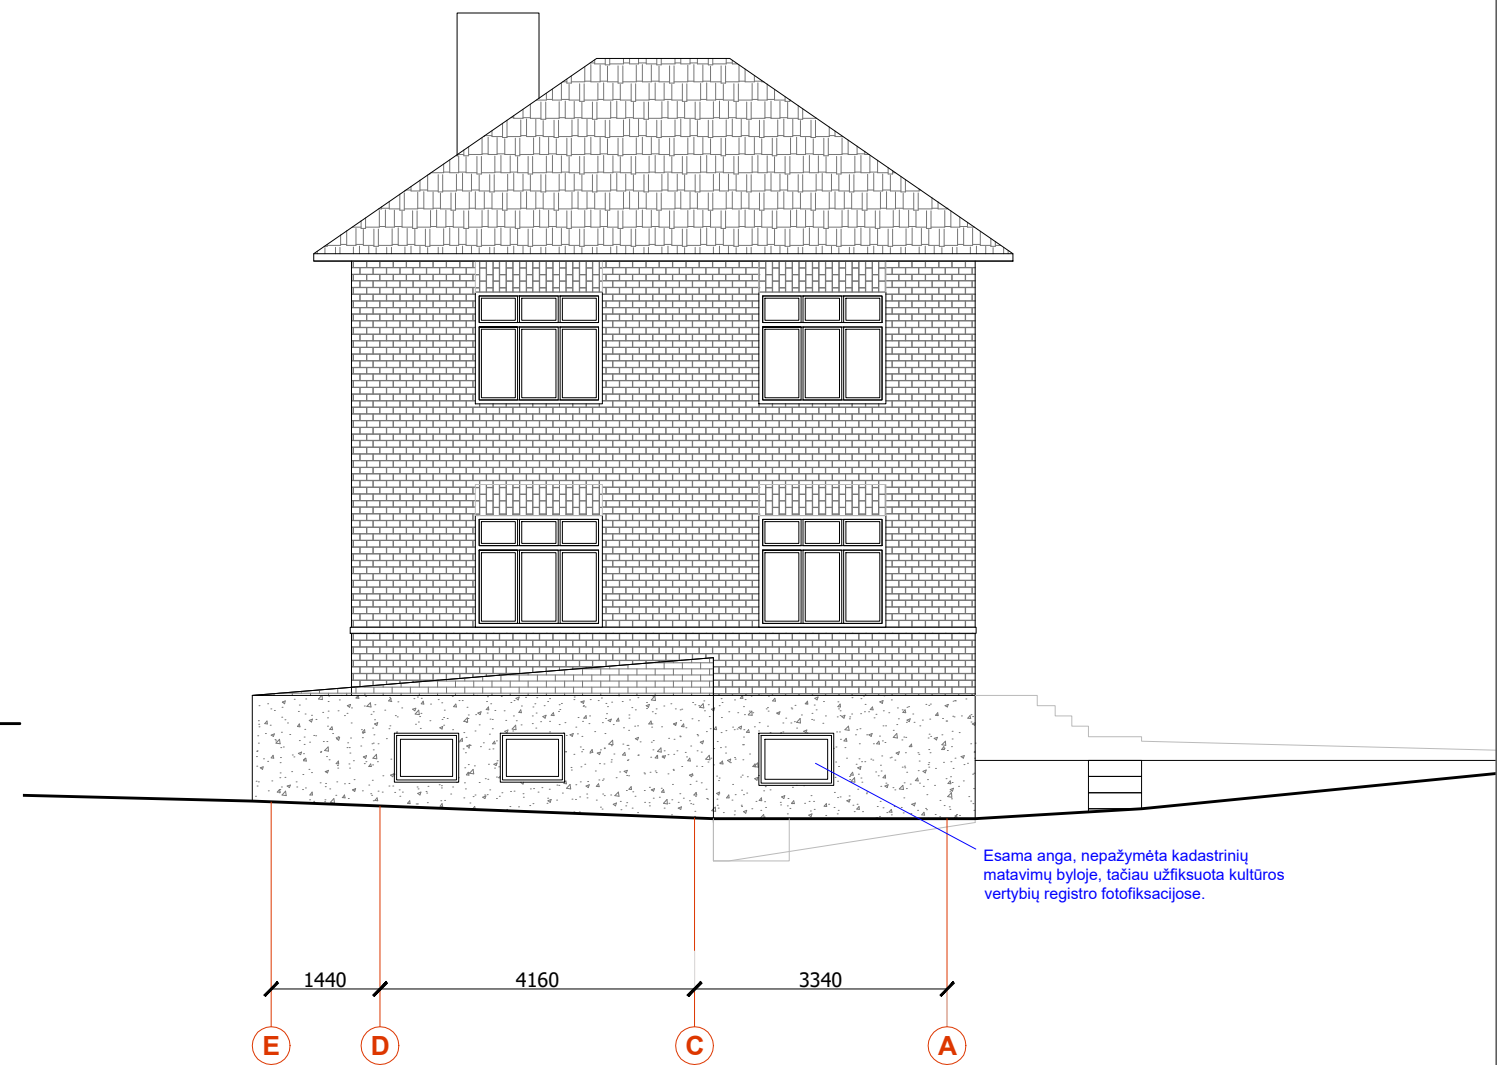 Esama anga, nepažymėta kadastrinių
matavimų byloje, tačiau užfiksuota kultūros
vertybių registro fotofiksacijose.
1440 4160 3340
E D C A